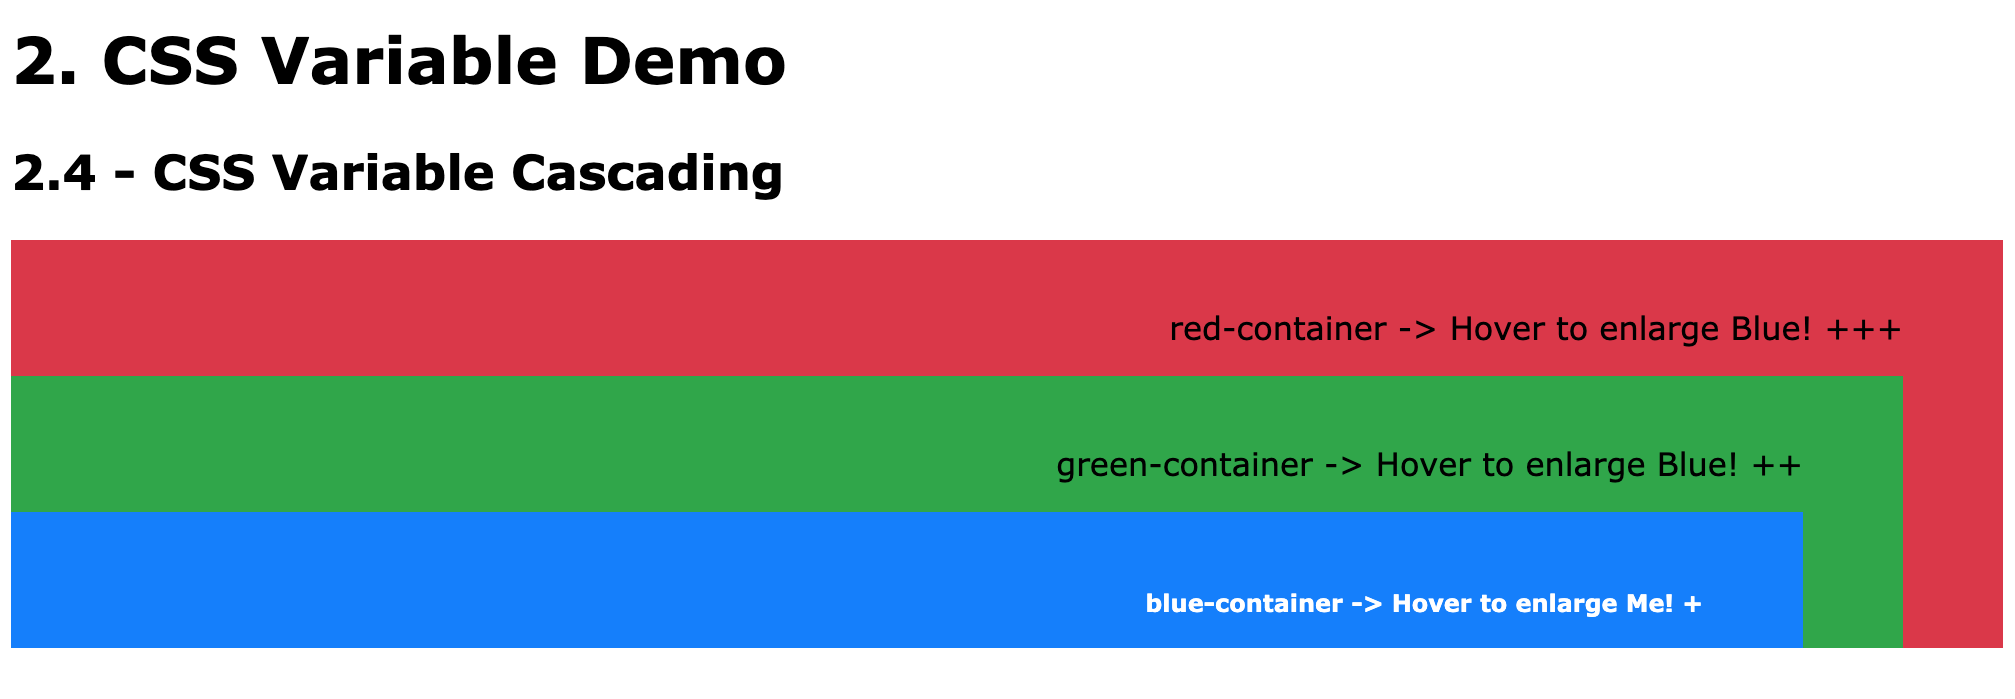 2. CSS Variable Demo
2.4 - CSS Variable Cascading
red-container -> Hover to enlarge Blue! +++
green-container -> Hover to enlarge Blue! ++
blue-container -> Hover to enlarge Me! +